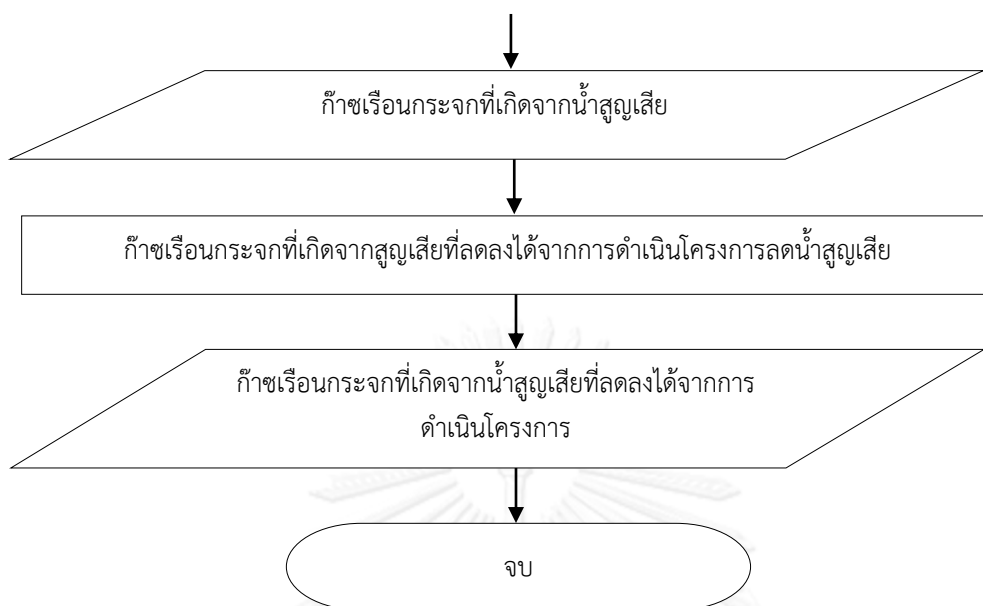 ก๊าซเรือนกระจกที่เกิดจากน้ำสูญเสีย
ก๊าซเรือนกระจกที่เกิดจากสูญเสียที่ลดลงได้จากการดำเนินโครงการลดน้ำสูญเสีย
ก๊าซเรือนกระจกที่เกิดจากน้ำสูญเสียที่ลดลงได้จากการ
ดำเนินโครงการ
จบ